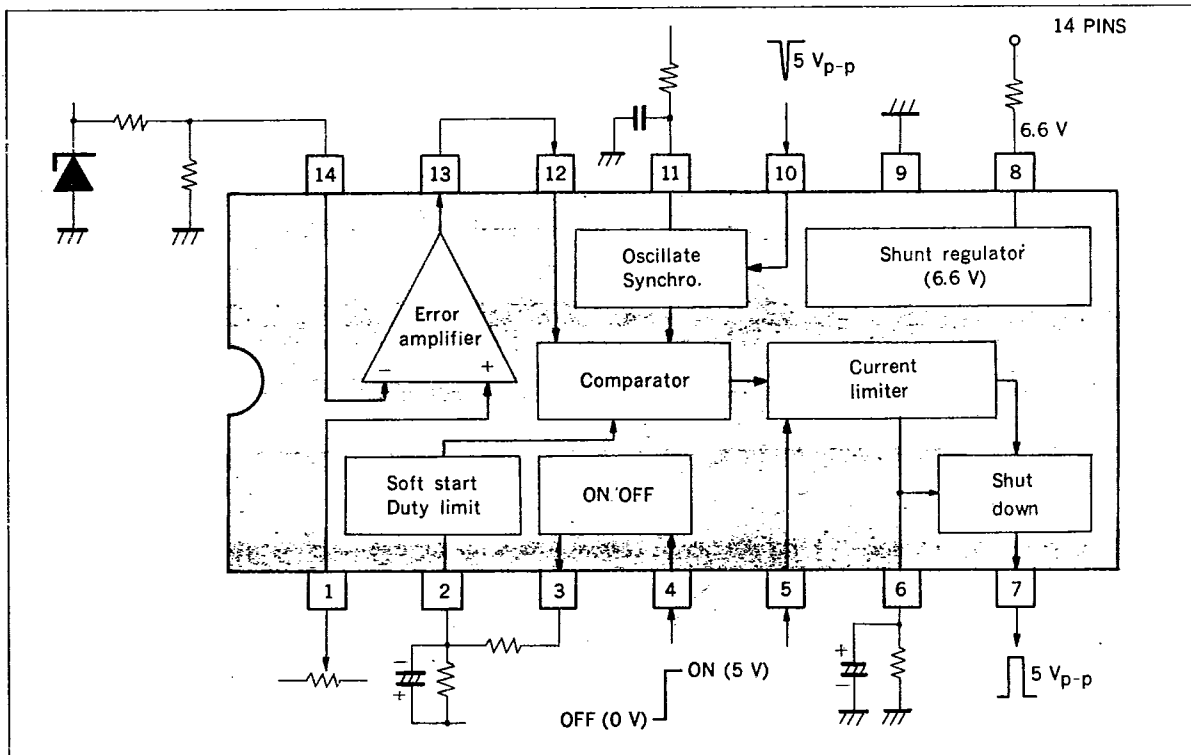 14 PINS
5 Vp-p
6.6 V
14
13
12
11
10
9
8
Oscillate
Synchro.
Shunt regulator
(6.6 V)
Error
amplifier
−
+
Comparator
Current
limiter
Soft start
Duty limit
ON/OFF
Shut
down
1
2
3
4
5
6
7
−
+
+
−
ON (5 V)
OFF (0 V)
5 Vp-p